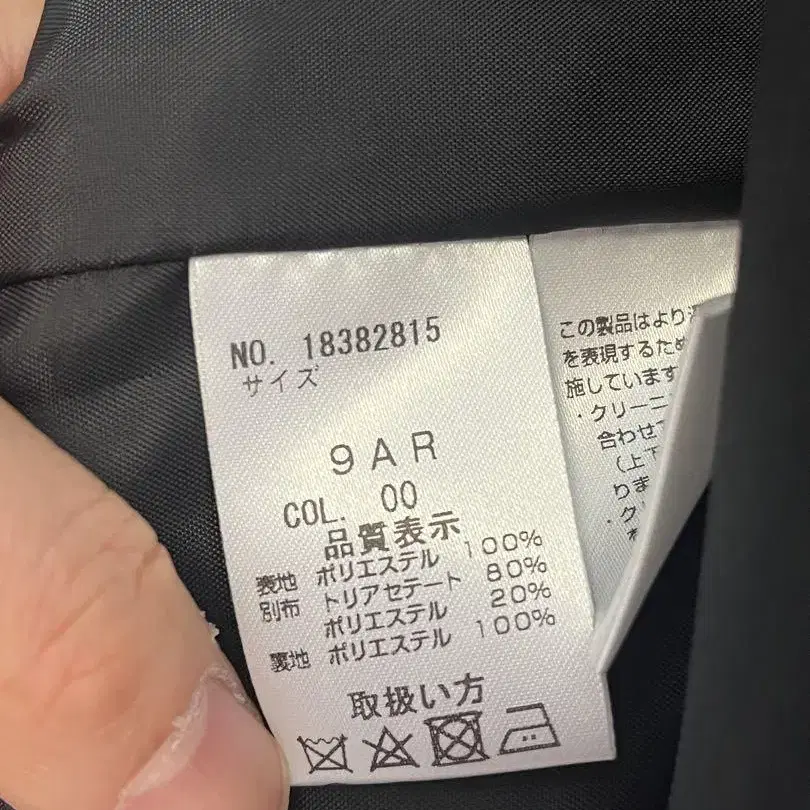 NO. 18382815
サイズ
9AR
COL. 00
品質表示
表地 ポリエステル 100%
別布 トリアセテート 80%
ポリエステル 20%
裏地 ポリエステル 100%
取扱い方
この製品はより
を表現するため
施しています
・クリーニ
合わせて
(上下
りま
・ク